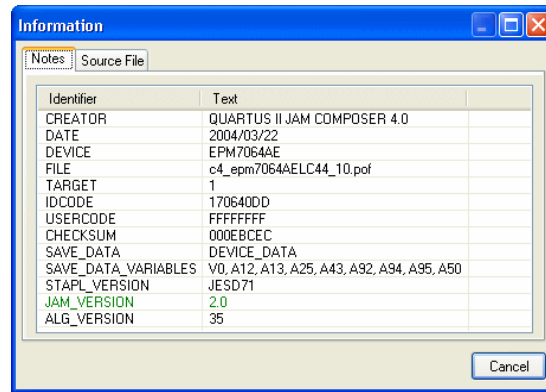 Information
Notes Source File
Identifier Text
CREATOR QUARTUS II JAM COMPOSER 4.0
DATE 2004/03/22
DEVICE EPM7064AE
FILE c4_epm7064AELC44_10.pof
TARGET 1
IDCODE 170640DD
USERCODE FFFFFFFF
CHECKSUM 000EBCEC
SAVE_DATA DEVICE_DATA
SAVE_DATA_VARIABLES V0, A12, A13, A25, A43, A92, A94, A95, A50
STAPL_VERSION JESD71
JAM_VERSION 2.0
ALG_VERSION 35
Cancel